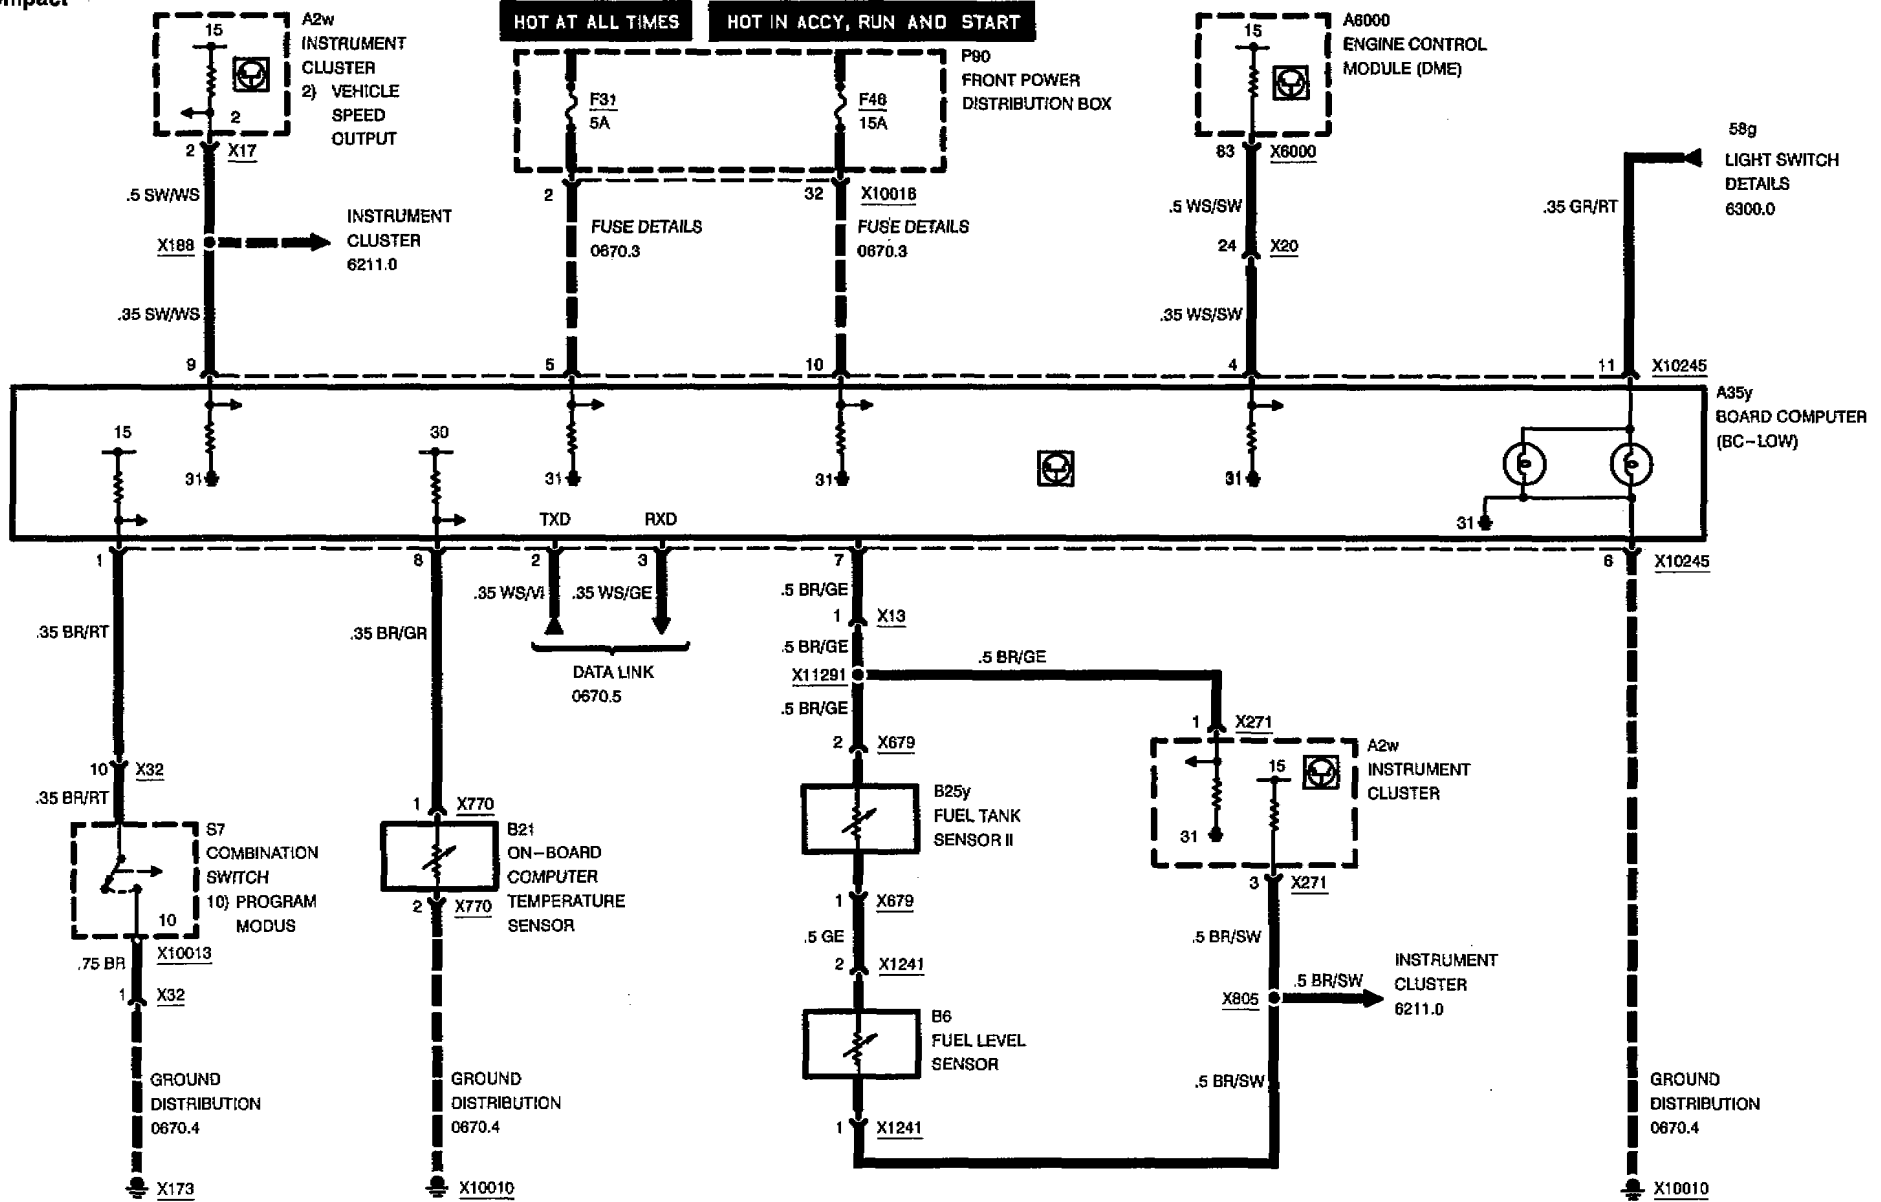 mpact
HOT AT ALL TIMES
HOT IN ACCY, RUN AND START
15
2
A2w
INSTRUMENT
CLUSTER
2) VEHICLE
SPEED
OUTPUT
2
X17
.5 SW/WS
X188
INSTRUMENT
CLUSTER
6211.0
.35 SW/WS
9
F31
5A
F46
15A
P90
FRONT POWER
DISTRIBUTION BOX
2
32
X10016
FUSE DETAILS
0670.3
FUSE DETAILS
0670.3
5
10
15
A6000
ENGINE CONTROL
MODULE (DME)
83
X6000
.5 WS/SW
24
X20
.35 WS/SW
4
58g
LIGHT SWITCH
DETAILS
6300.0
.35 GR/RT
11
X10245
A35y
BOARD COMPUTER
(BC-LOW)
15
31
30
31
31
31
31
TXD
RXD
1
8
2
3
7
6
X10245
.35 BR/RT
.35 BR/GR
.35 WS/VI
.35 WS/GE
DATA LINK
0670.5
.5 BR/GE
1
X13
.5 BR/GE
X11291
.5 BR/GE
.5 BR/GE
2
X679
B25y
FUEL TANK
SENSOR II
1
X679
.5 GE
2
X1241
B6
FUEL LEVEL
SENSOR
1
X1241
1
X271
A2w
INSTRUMENT
CLUSTER
15
31
3
X271
.5 BR/SW
X805
.5 BR/SW
INSTRUMENT
CLUSTER
6211.0
.5 BR/SW
10
X32
.35 BR/RT
S7
COMBINATION
SWITCH
10) PROGRAM
MODUS
10
X10013
.75 BR
1
X32
GROUND
DISTRIBUTION
0670.4
X173
1
X770
B21
ON-BOARD
COMPUTER
TEMPERATURE
SENSOR
2
X770
GROUND
DISTRIBUTION
0670.4
X10010
GROUND
DISTRIBUTION
0670.4
X10010